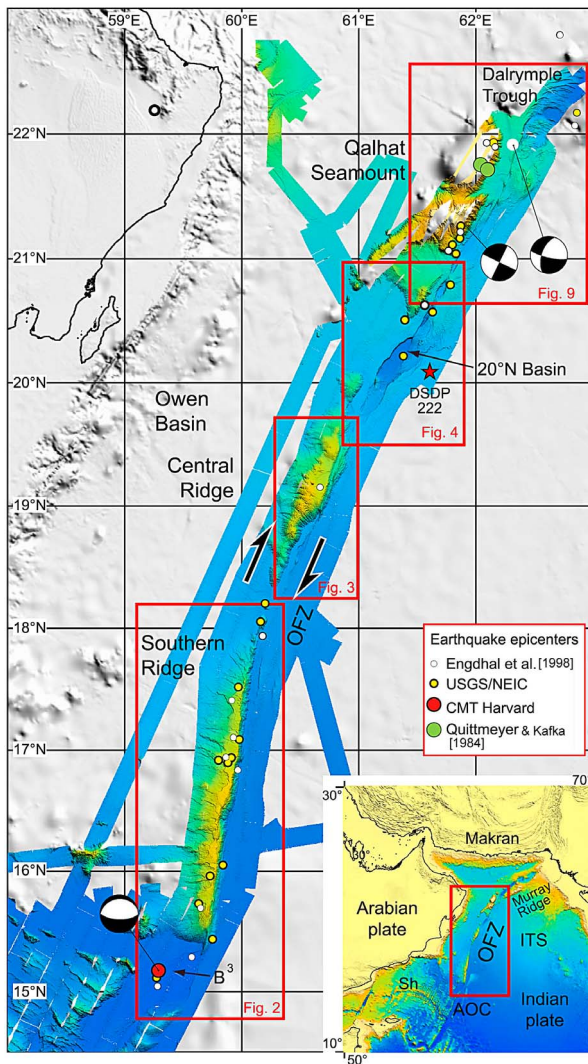 59°E
60°E
61°E
62°E
Dalrymple
Trough
22°N
Qalhat
Seamount
21°N
Fig. 9
20°N Basin
20°N
DSDP
222
Owen
Basin
Fig. 4
Central
Ridge
19°N
Fig. 3
OFZ
18°N
Southern
Ridge
Earthquake epicenters
Engdhal et al. [1998]
USGS/NEIC
CMT Harvard
Quittmeyer & Kafka
[1984]
17°N
16°N
B3
15°N
Fig. 2
30°
70°
Makran
30°
Murray
Ridge
Arabian
plate
OFZ
ITS
Sh
AOC
Indian
plate
10°
50°